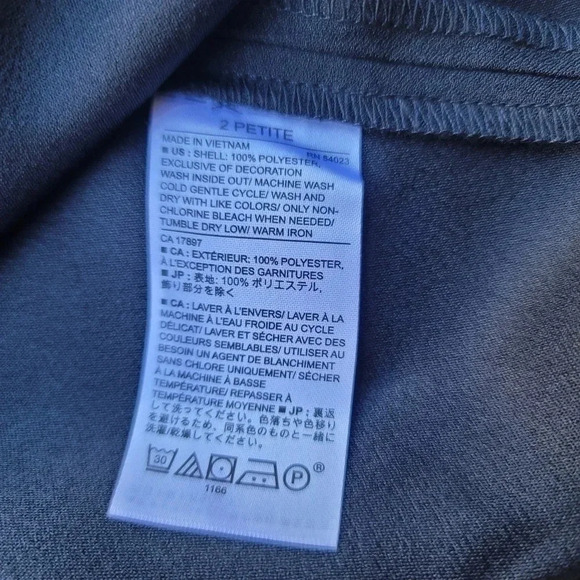 2 PETITE
MADE IN VIETNAM RN 54023
■ US : SHELL: 100% POLYESTER,
EXCLUSIVE OF DECORATION
WASH INSIDE OUT/ MACHINE WASH
COLD GENTLE CYCLE/ WASH AND
DRY WITH LIKE COLORS/ ONLY NON-
CHLORINE BLEACH WHEN NEEDED/
TUMBLE DRY LOW/ WARM IRON
CA 17897
■ CA : EXTÉRIEUR: 100% POLYESTER,
À L'EXCEPTION DES GARNITURES
■ JP : 表地: 100% ポリエステル,
飾り部分を除く
■ CA : LAVER À L'ENVERS/ LAVER À LA
MACHINE À L'EAU FROIDE AU CYCLE
DÉLICAT/ LAVER ET SÉCHER AVEC DES
COULEURS SEMBLABLES/ UTILISER AU
BESOIN UN AGENT DE BLANCHIMENT
SANS CHLORE UNIQUEMENT/ SÉCHER
À LA MACHINE À BASSE
TEMPÉRATURE/ REPASSER À
TEMPÉRATURE MOYENNE ■ JP : 裏返
して洗ってください。色落ちや色移り
を避けるため、同系色のものと一緒に
洗濯/乾燥してください。
30 P ®
1166